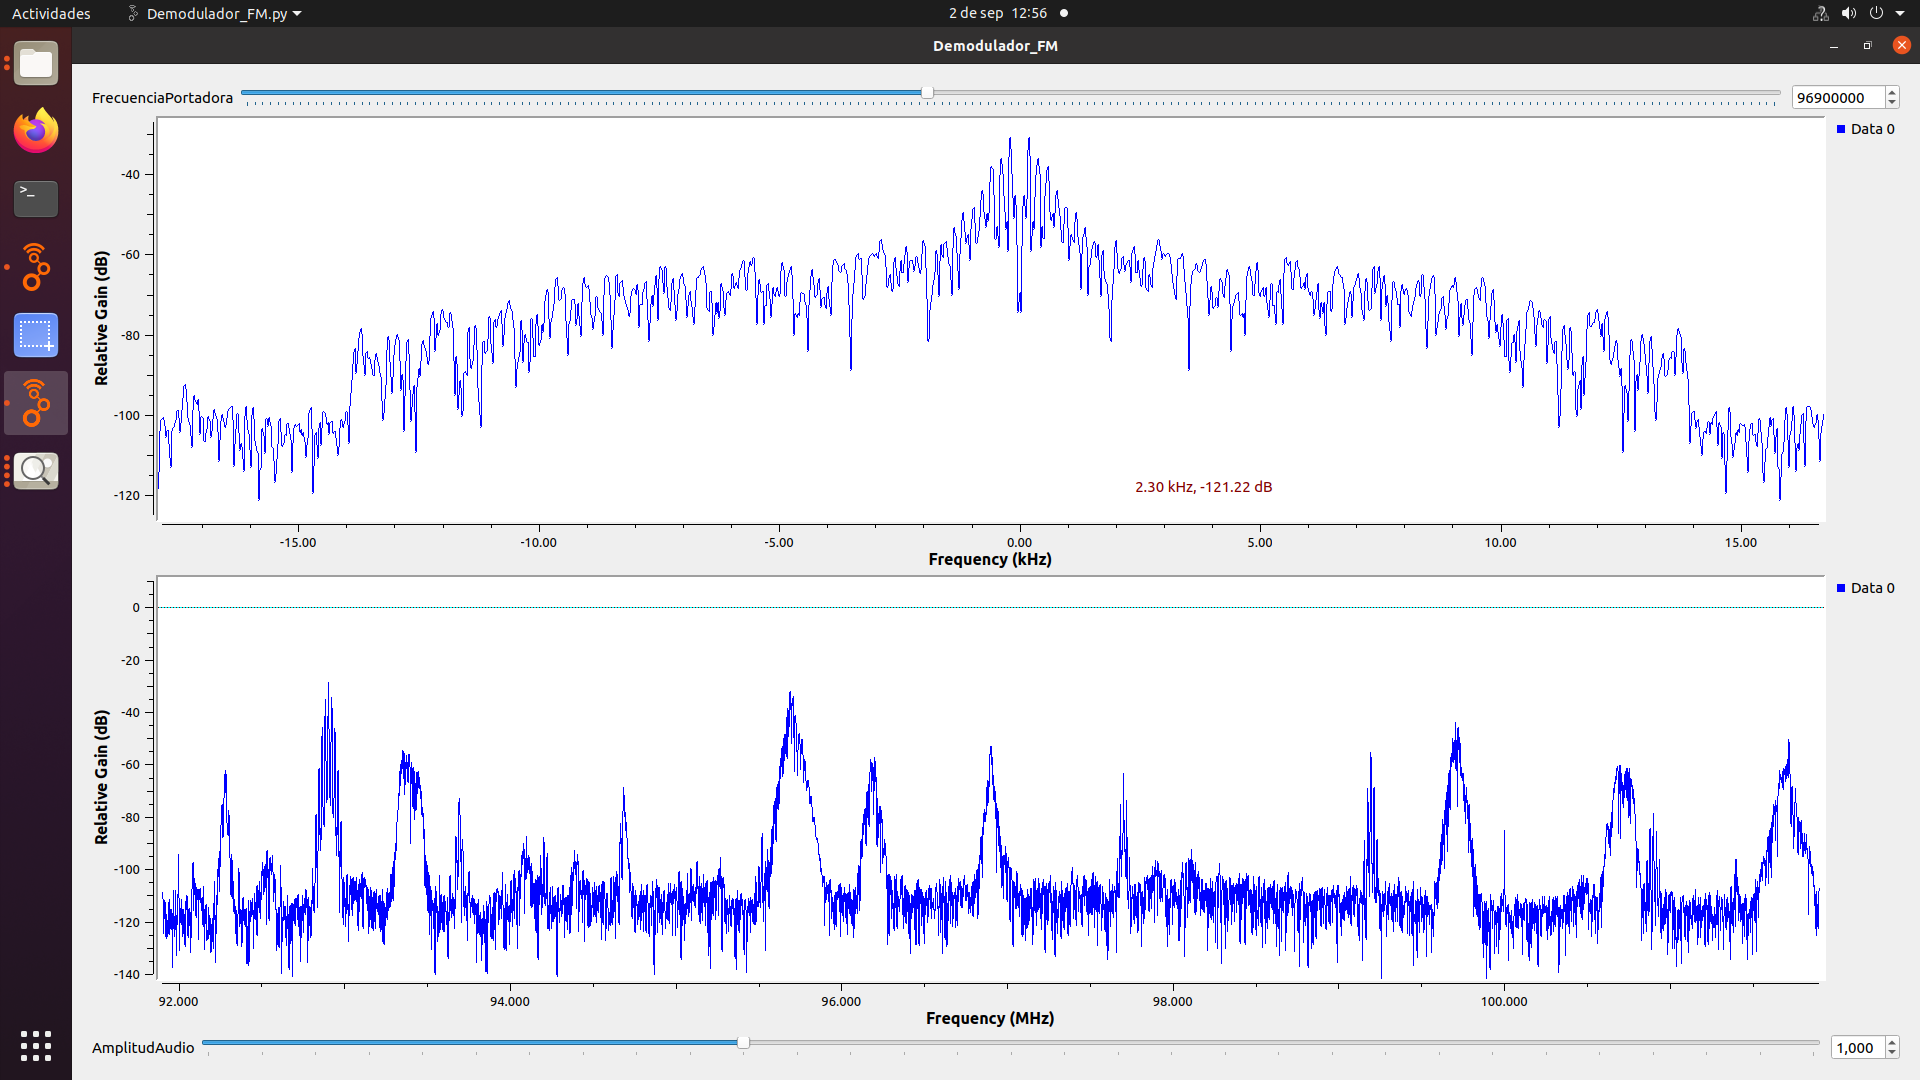 Actividades Demodulador_FM.py 2 de sep 12:56
Demodulador_FM
FrecuenciaPortadora 96900000
Data 0
Relative Gain (dB)
-40
-60
-80
-100
-120
2.30 kHz, -121.22 dB
-15.00 -10.00 -5.00 0.00 5.00 10.00 15.00
Frequency (kHz)
Data 0
Relative Gain (dB)
0
-20
-40
-60
-80
-100
-120
-140
92.000 94.000 96.000 98.000 100.000
Frequency (MHz)
AmplitudAudio 1,000